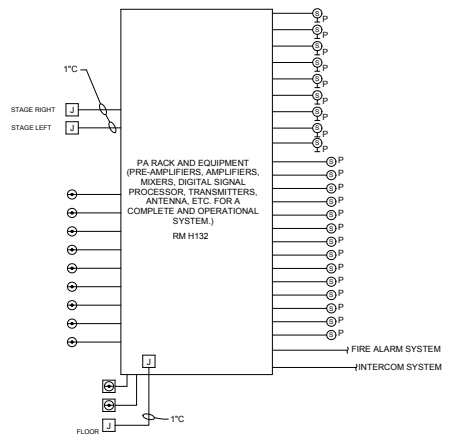 S
P
S
P
S
P
S
P
S
P
S
P
S
P
S
P
S
P
1"C
STAGE RIGHT J
STAGE LEFT J
PA RACK AND EQUIPMENT
(PRE-AMPLIFIERS, AMPLIFIERS,
MIXERS, DIGITAL SIGNAL
PROCESSOR, TRANSMITTERS,
ANTENNA, ETC. FOR A
COMPLETE AND OPERATIONAL
SYSTEM.)
RM H132
S P
S P
S P
S P
S P
S P
S P
S P
S P
S P
S P
S P
S P
S P
FIRE ALARM SYSTEM
INTERCOM SYSTEM
J
1"C
FLOOR J